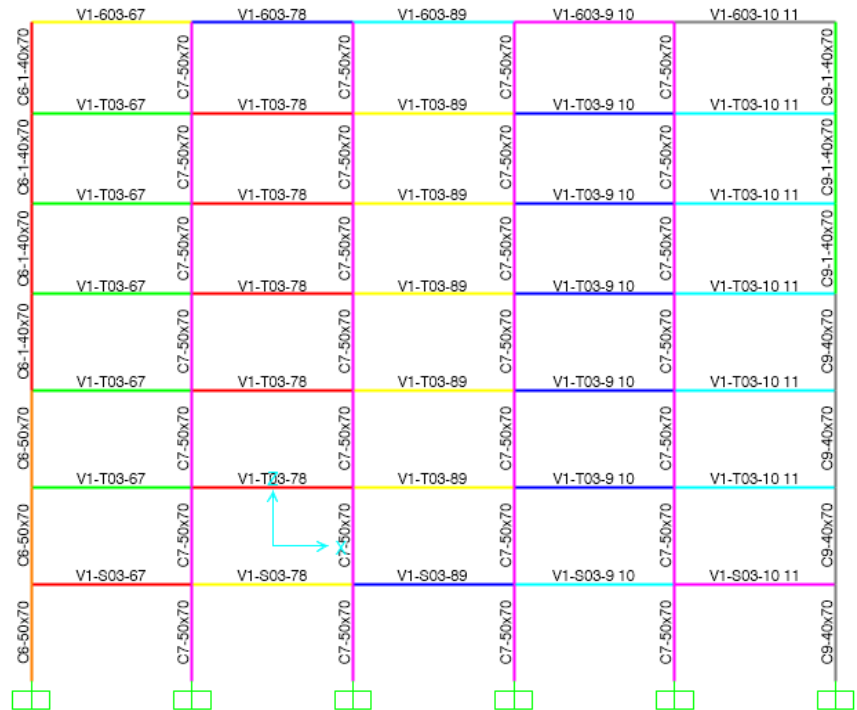 V1-603-67 V1-603-78 V1-603-89 V1-603-9 10 V1-603-10 11
C6-1-40x70 C7-50x70 C7-50x70 C7-50x70 C7-50x70 C9-1-40x70
V1-T03-67 V1-T03-78 V1-T03-89 V1-T03-9 10 V1-T03-10 11
C6-1-40x70 C7-50x70 C7-50x70 C7-50x70 C7-50x70 C9-1-40x70
V1-T03-67 V1-T03-78 V1-T03-89 V1-T03-9 10 V1-T03-10 11
C6-1-40x70 C7-50x70 C7-50x70 C7-50x70 C7-50x70 C9-1-40x70
V1-T03-67 V1-T03-78 V1-T03-89 V1-T03-9 10 V1-T03-10 11
C6-1-40x70 C7-50x70 C7-50x70 C7-50x70 C7-50x70 C9-40x70
V1-T03-67 V1-T03-78 V1-T03-89 V1-T03-9 10 V1-T03-10 11
C6-50x70 C7-50x70 C7-50x70 C7-50x70 C7-50x70 C9-40x70
V1-T03-67 V1-T03-78 V1-T03-89 V1-T03-9 10 V1-T03-10 11
Z
C6-50x70 C7-50x70 C7-50x70 C7-50x70 C7-50x70 C9-40x70
X
V1-S03-67 V1-S03-78 V1-S03-89 V1-S03-9 10 V1-S03-10 11
C6-50x70 C7-50x70 C7-50x70 C7-50x70 C7-50x70 C9-40x70